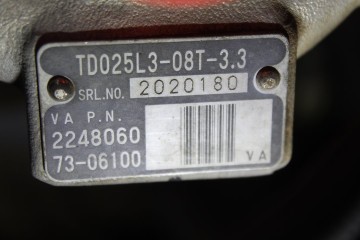 TD025L3-08T-3.3
SRL.NO. 2020180
VA P.N.
2248060
73-06100
VA